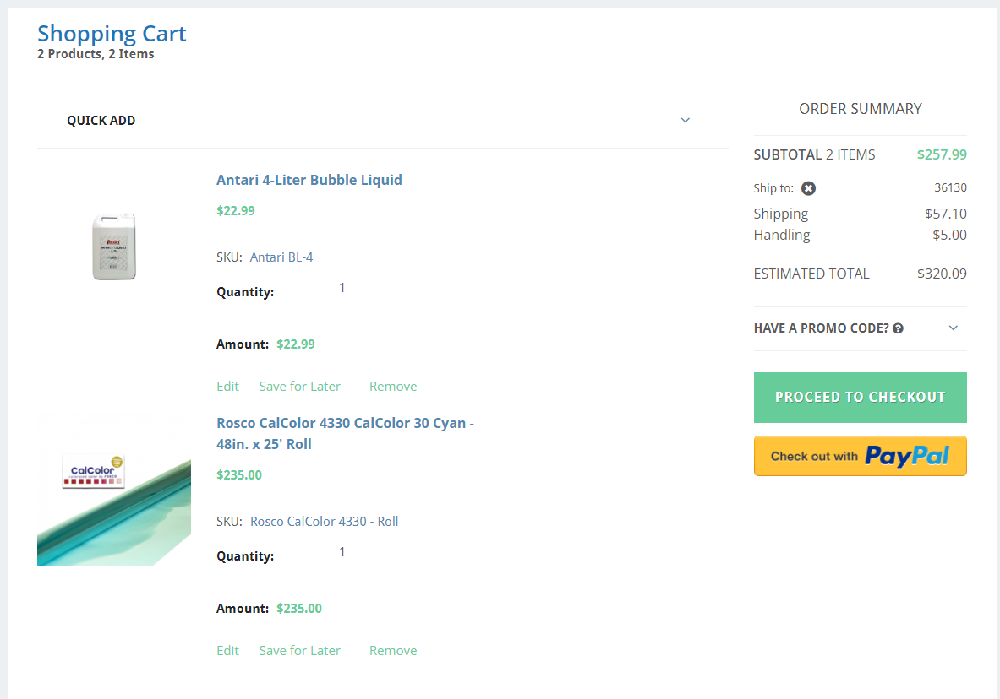 Shopping Cart
2 Products, 2 Items
QUICK ADD
Antari 4-Liter Bubble Liquid
$22.99
SKU: Antari BL-4
Quantity: 1
Amount: $22.99
Edit Save for Later Remove
CalColor
Rosco CalColor 4330 CalColor 30 Cyan -
48in. x 25' Roll
$235.00
SKU: Rosco CalColor 4330 - Roll
Quantity: 1
Amount: $235.00
Edit Save for Later Remove
ORDER SUMMARY
SUBTOTAL 2 ITEMS $257.99
Ship to: 36130
Shipping $57.10
Handling $5.00
ESTIMATED TOTAL $320.09
HAVE A PROMO CODE?
PROCEED TO CHECKOUT
Check out with PayPal